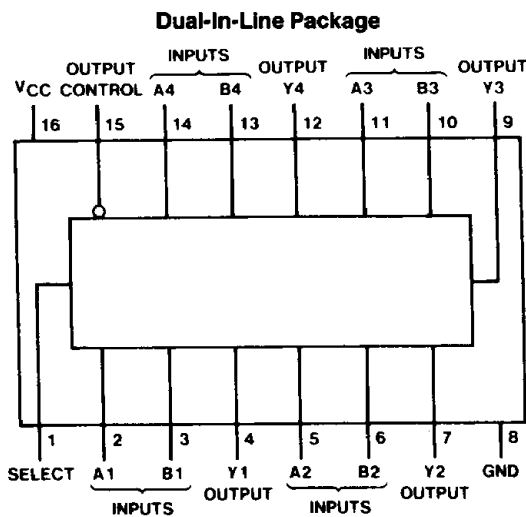 Dual-In-Line Package
INPUTS INPUTS
OUTPUT OUTPUT OUTPUT
VCC CONTROL A4 B4 Y4 A3 B3 Y3
16 15 14 13 12 11 10 9
1 2 3 4 5 6 7 8
SELECT A1 B1 Y1 A2 B2 Y2 GND
INPUTS OUTPUT INPUTS OUTPUT